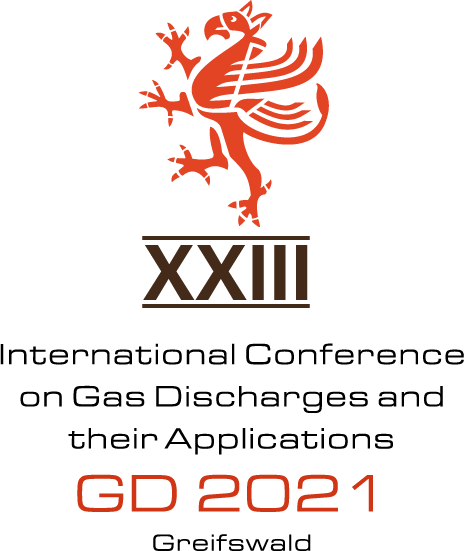 XXIII
International Conference
on Gas Discharges and
their Applications
GD 2021
Greifswald